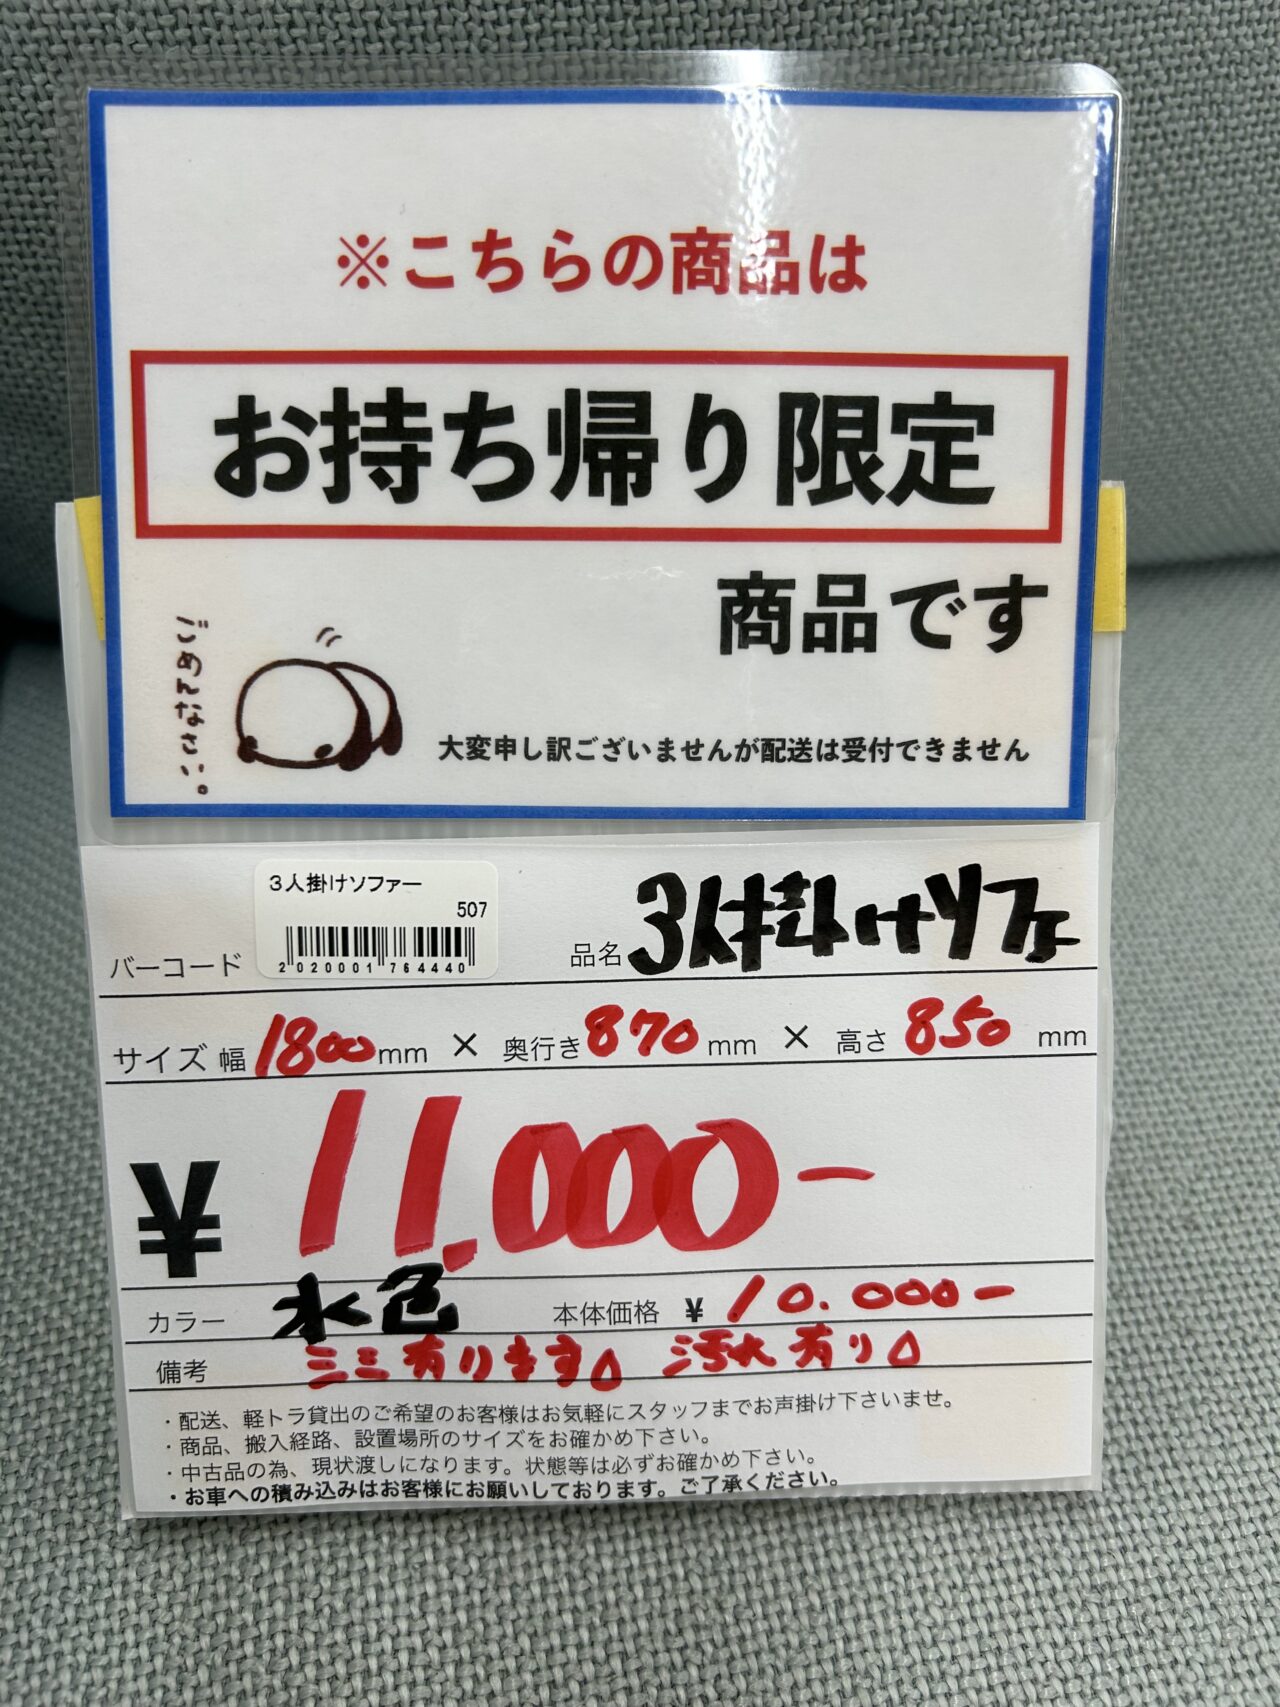 ※こちらの商品は
お持ち帰り限定
商品です
ごめんなさい。
大変申し訳ございませんが配送は受付できません
3人掛けソファー
507
2 020001 764440
バーコード
品名 3人掛けソファ
サイズ 幅 1800 mm × 奥行き 870 mm × 高さ 850 mm
¥ 11.000-
カラー 水色 本体価格 ¥ 10.000-
備考 有ります 有り
・配送、軽トラ貸出のご希望のお客様はお気軽にスタッフまでお声掛け下さいませ。
・商品、搬入経路、設置場所のサイズをお確かめ下さい。
・中古品の為、現状渡しになります。状態等は必ずお確かめ下さい。
・お車への積み込みはお客様にお願いしております。ご了承ください。